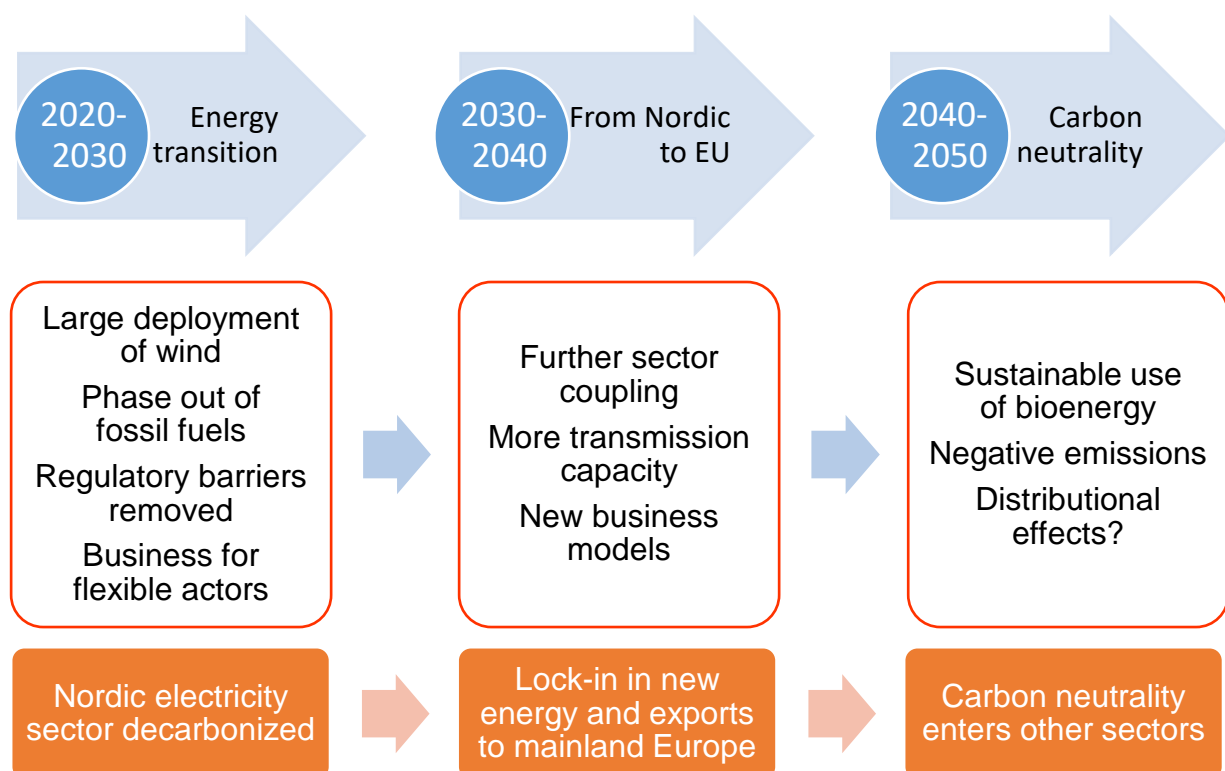 2020-
2030
Energy
transition
2030-
2040
From Nordic
to EU
2040-
2050
Carbon
neutrality
Large deployment
of wind
Phase out of
fossil fuels
Regulatory barriers
removed
Business for
flexible actors
Further sector
coupling
More transmission
capacity
New business
models
Sustainable use
of bioenergy
Negative emissions
Distributional
effects?
Nordic electricity
sector decarbonized
Lock-in in new
energy and exports
to mainland Europe
Carbon neutrality
enters other sectors